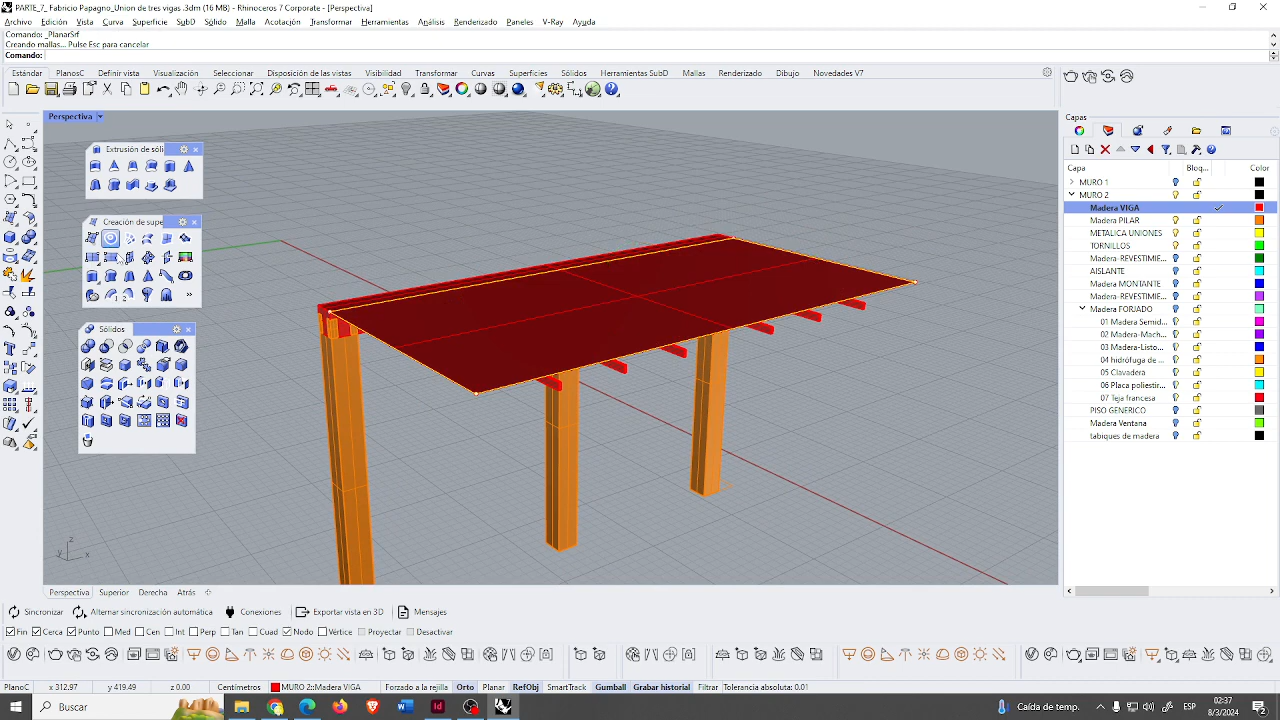 PARTE_7_ Fabricio Papagno_Union de tres vigas .3dm (16 MB) - Rhinoceros 7 Corporate - [Perspectiva]
Archivo Edición Vista Curva Superficie SubD Sólido Malla Acotación Transformar Herramientas Análisis Renderizado Paneles V-Ray Ayuda
Comando: _PlanarSrf
Creando mallas... Pulse Esc para cancelar
Comando:
Estándar PlanosC Definir vista Visualización Seleccionar Disposición de las vistas Visibilidad Transformar Curvas Superficies Sólidos Herramientas SubD Mallas Renderizado Dibujo Novedades V7
Perspectiva
Extrusión de sóli
Creación de supe
Sólidos
Capas
Capa Bloq... Color
MURO 1
MURO 2
Madera VIGA
Madera PILAR
METALICA UNIONES
TORNILLOS
Madera-REVESTIMIE...
AISLANTE
Madera MONTANTE
Madera-REVESTIMIE...
Madera FORJADO
01 Madera Semid...
02 Madera-Mat...
03 Madera-Listo...
04 hidrófuga de ...
05 Clavadera
06 Placa poliestir...
07 Teja francesa
PISO GENERICO
Madera Ventana
tabiques de madera
z
y
x
Perspectiva Superior Derecha Atrás
Sincronizar Alternar sincronización automática Conexiones Exportar vista en 3D Mensajes
Fin Cerca Punto Med Cen Int Perp Tan Cuad Nodo Vértice Proyectar Desactivar
PlanoC x 312.97 y 419.49 z 0.00 Centímetros MURO 2::Madera VIGA Forzado a la rejilla Orto Planar RefObj SmartTrack Gumball Grabar historial Filtrar Tolerancia absoluta: 0.01
Buscar
Caída de temp.
ESP
02:37
8/3/2024